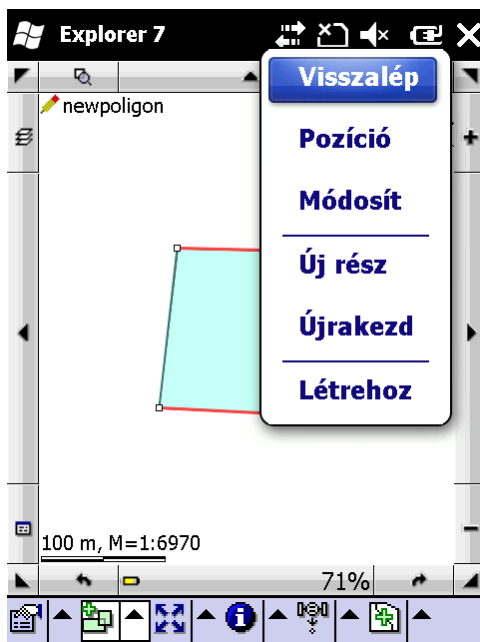 Explorer 7
Visszalép
newpoligon
Pozíció
Módosít
Új rész
Újrakezd
Létrehoz
100 m, M=1:6970
71%